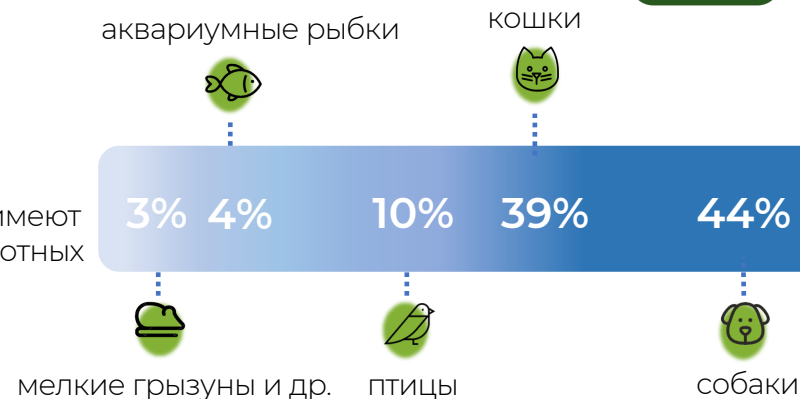 аквариумные рыбки
кошки
имеют
3% 4% 10% 39% 44%
отных
мелкие грызуны и др.
птицы
собаки